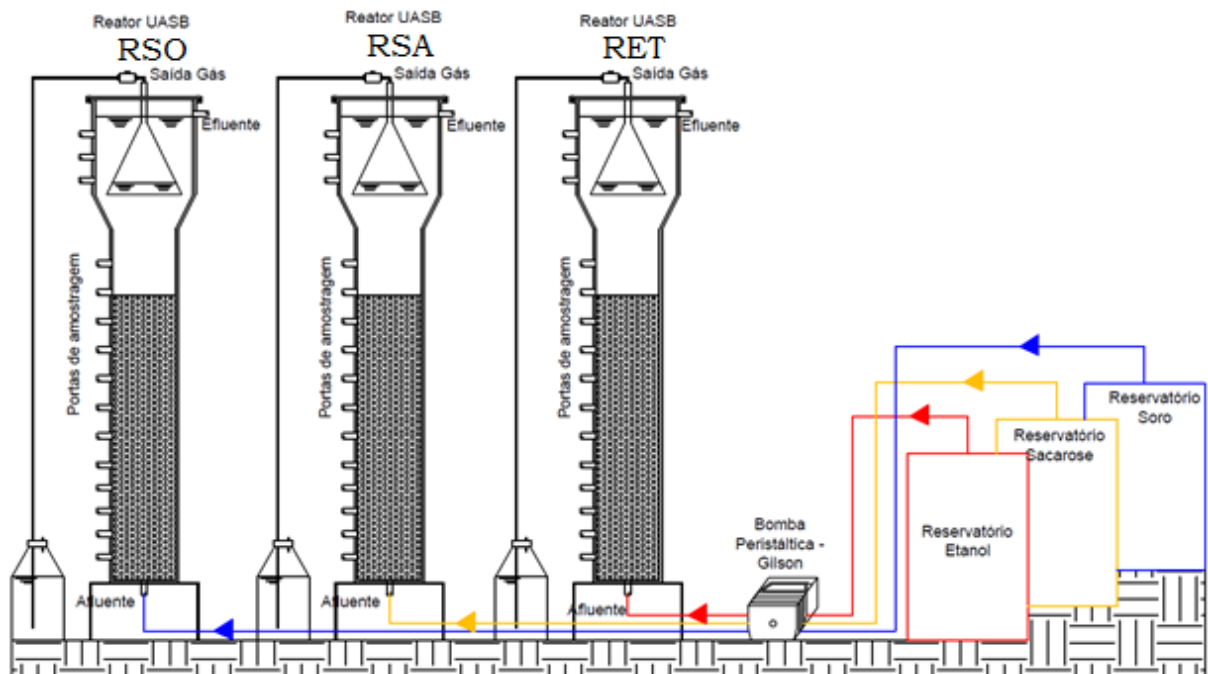 Reator UASB
RSO
Saída Gás
Efluente
Portas de amostragem
Afluente
Reator UASB
RSA
Saída Gás
Efluente
Portas de amostragem
Afluente
Reator UASB
RET
Saída Gás
Efluente
Portas de amostragem
Afluente
Bomba
Peristáltica -
Gilson
Reservatório
Etanol
Reservatório
Sacarose
Reservatório
Soro